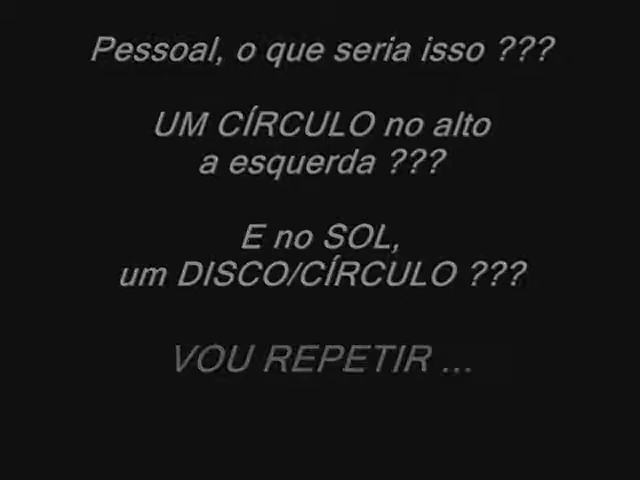 Pessoal, o que seria isso ???
UM CÍRCULO no alto
a esquerda ???
E no SOL,
um DISCO/CÍRCULO ???
VOU REPETIR ...